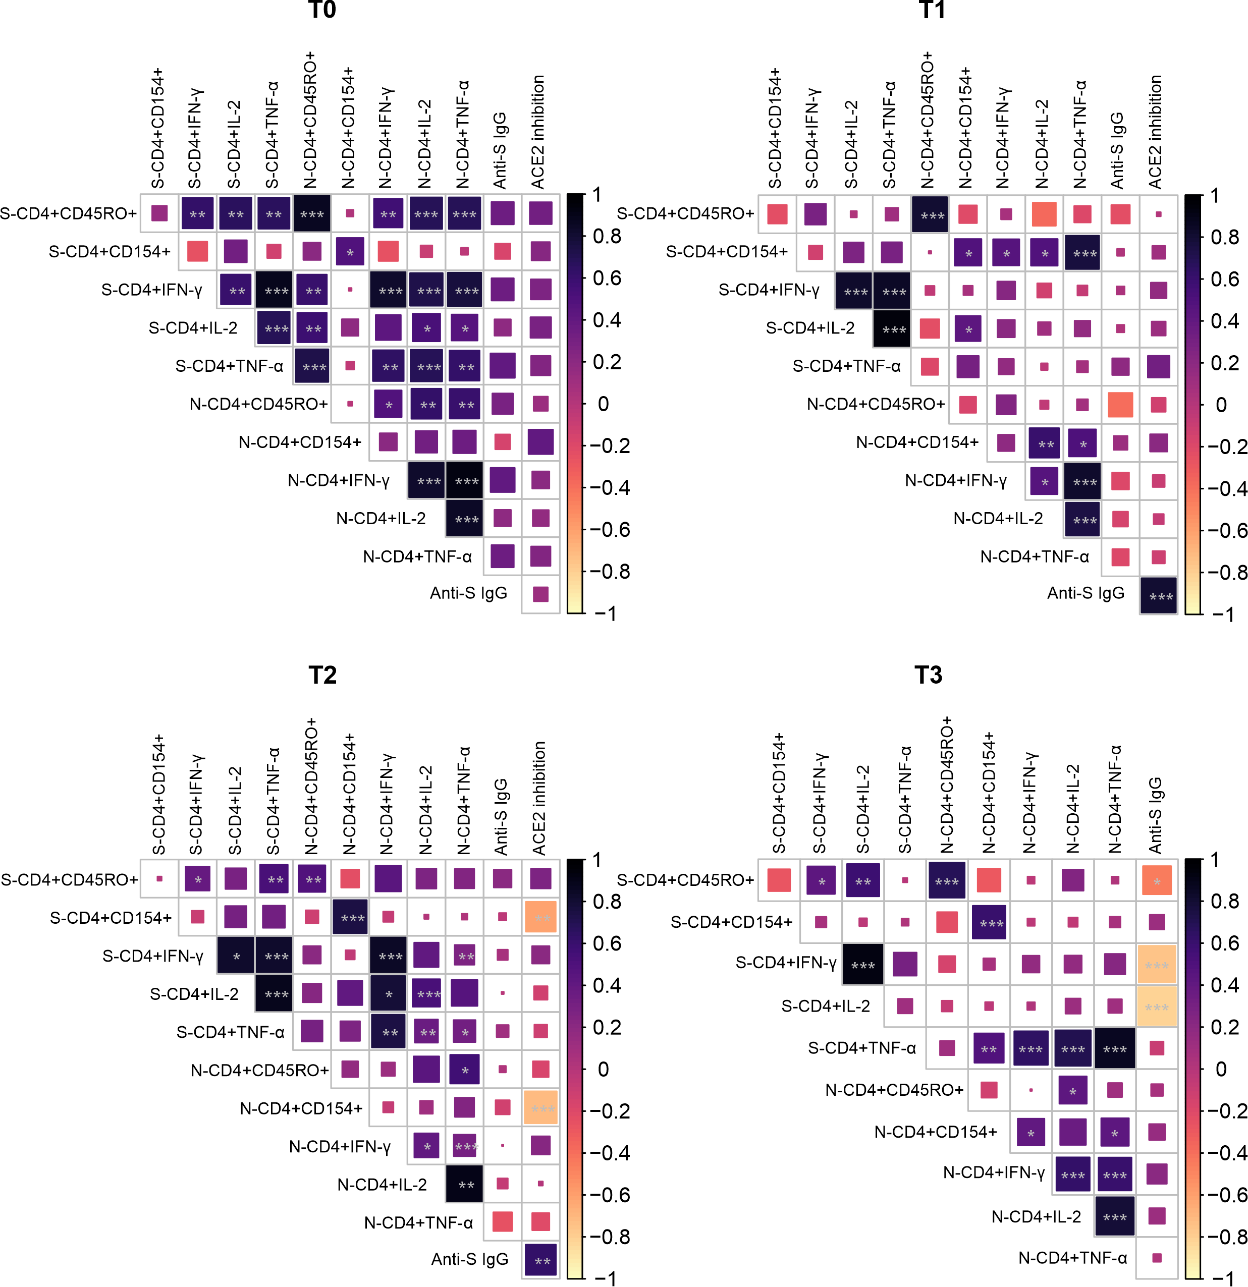 T0
S-CD4+CD154+
S-CD4+IFN-γ
S-CD4+IL-2
S-CD4+TNF-α
N-CD4+CD45RO+
N-CD4+CD154+
N-CD4+IFN-γ
N-CD4+IL-2
N-CD4+TNF-α
Anti-S IgG
ACE2 inhibition
S-CD4+CD45RO+ ** ** ** *** ** *** ***
S-CD4+CD154+ *
S-CD4+IFN-γ ** *** ** *** *** ***
S-CD4+IL-2 *** ** * *
S-CD4+TNF-α *** ** *** **
N-CD4+CD45RO+ * ** **
N-CD4+CD154+
N-CD4+IFN-γ *** ***
N-CD4+IL-2 ***
N-CD4+TNF-α
Anti-S IgG
1
0.8
0.6
0.4
0.2
0
−0.2
−0.4
−0.6
−0.8
−1
T1
S-CD4+CD154+
S-CD4+IFN-γ
S-CD4+IL-2
S-CD4+TNF-α
N-CD4+CD45RO+
N-CD4+CD154+
N-CD4+IFN-γ
N-CD4+IL-2
N-CD4+TNF-α
Anti-S IgG
ACE2 inhibition
S-CD4+CD45RO+ ***
S-CD4+CD154+ * * * ***
S-CD4+IFN-γ *** ***
S-CD4+IL-2 *** *
S-CD4+TNF-α
N-CD4+CD45RO+
N-CD4+CD154+ ** *
N-CD4+IFN-γ * ***
N-CD4+IL-2 ***
N-CD4+TNF-α
Anti-S IgG ***
1
0.8
0.6
0.4
0.2
0
−0.2
−0.4
−0.6
−0.8
−1
T2
S-CD4+CD154+
S-CD4+IFN-γ
S-CD4+IL-2
S-CD4+TNF-α
N-CD4+CD45RO+
N-CD4+CD154+
N-CD4+IFN-γ
N-CD4+IL-2
N-CD4+TNF-α
Anti-S IgG
ACE2 inhibition
S-CD4+CD45RO+ * ** **
S-CD4+CD154+ *** **
S-CD4+IFN-γ * *** *** **
S-CD4+IL-2 *** * ***
S-CD4+TNF-α ** ** *
N-CD4+CD45RO+ *
N-CD4+CD154+ ***
N-CD4+IFN-γ * ***
N-CD4+IL-2 **
N-CD4+TNF-α
Anti-S IgG **
1
0.8
0.6
0.4
0.2
0
−0.2
−0.4
−0.6
−0.8
−1
T3
S-CD4+CD154+
S-CD4+IFN-γ
S-CD4+IL-2
S-CD4+TNF-α
N-CD4+CD45RO+
N-CD4+CD154+
N-CD4+IFN-γ
N-CD4+IL-2
N-CD4+TNF-α
Anti-S IgG
S-CD4+CD45RO+ * ** *** *
S-CD4+CD154+ ***
S-CD4+IFN-γ *** ***
S-CD4+IL-2 ***
S-CD4+TNF-α ** *** *** ***
N-CD4+CD45RO+ *
N-CD4+CD154+ * *
N-CD4+IFN-γ *** ***
N-CD4+IL-2 ***
N-CD4+TNF-α
1
0.8
0.6
0.4
0.2
0
−0.2
−0.4
−0.6
−0.8
−1